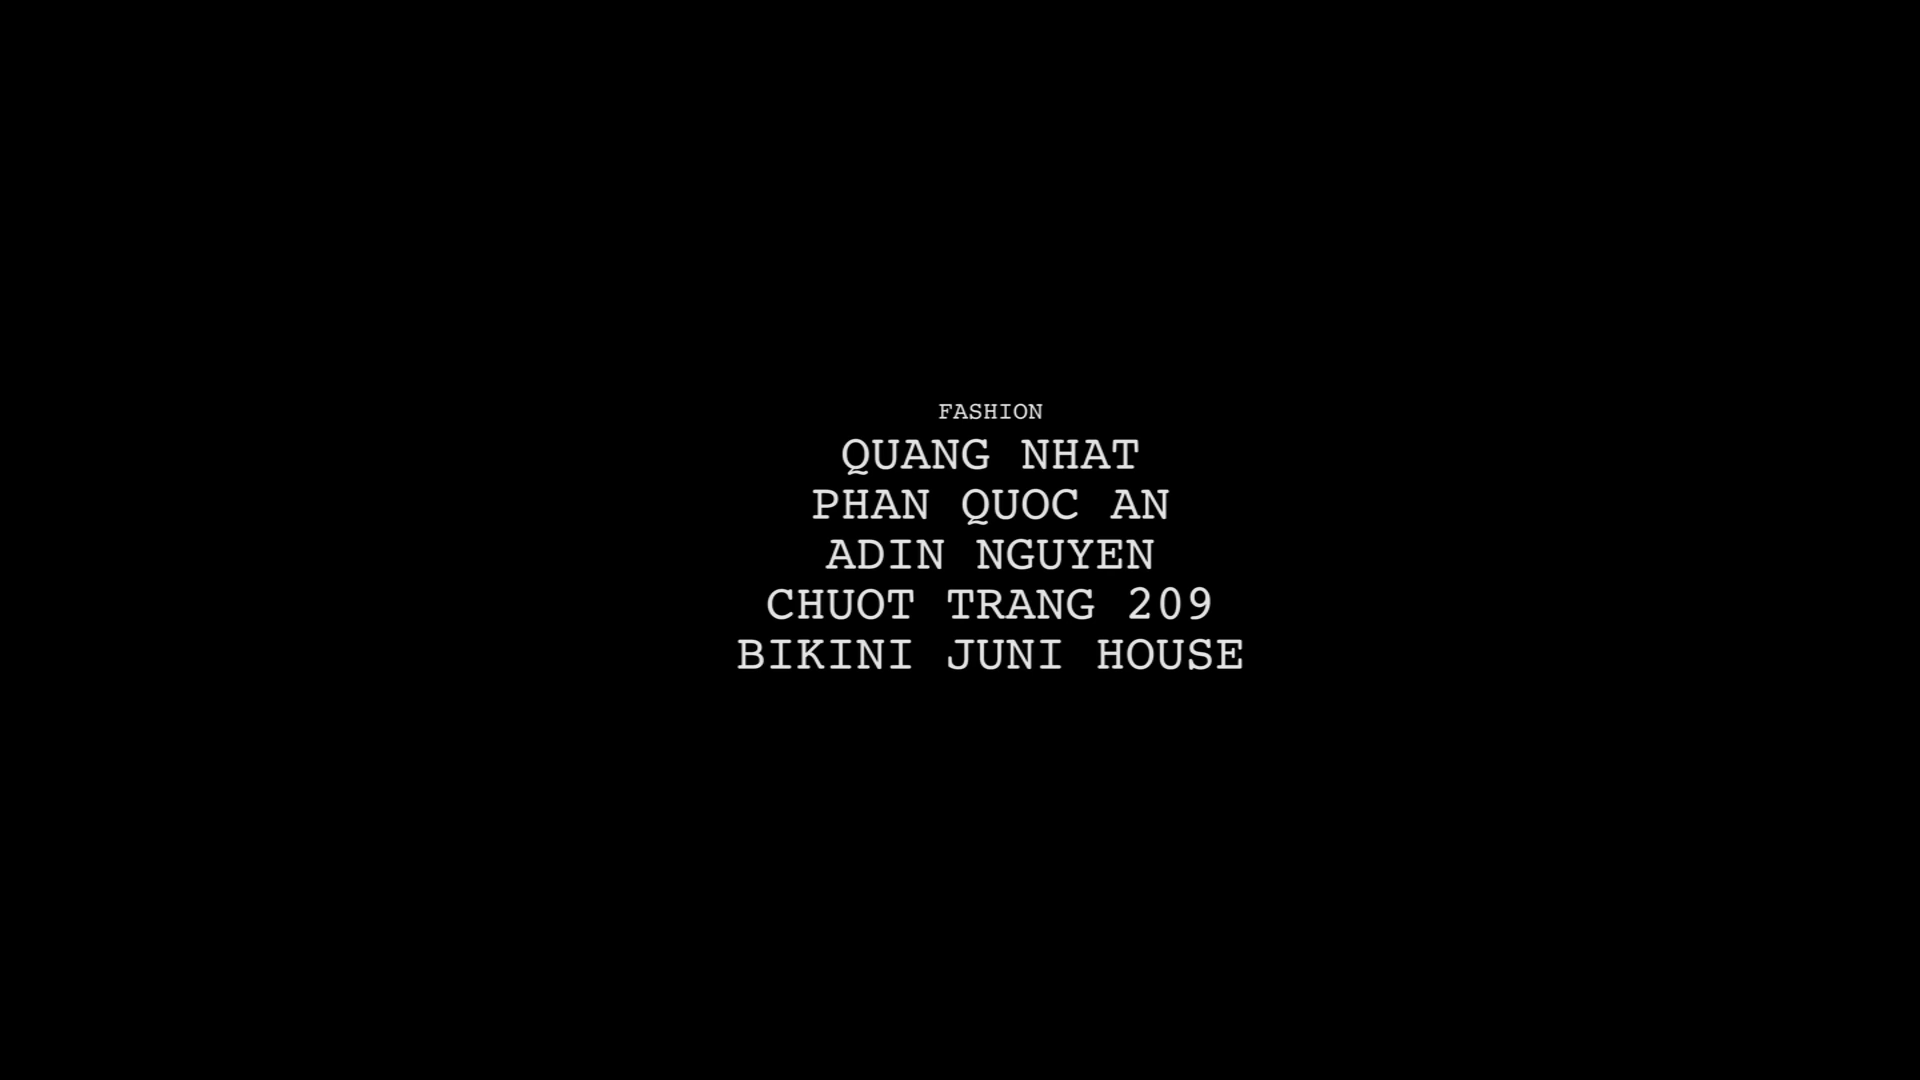 FASHION
QUANG NHAT
PHAN QUOC AN
ADIN NGUYEN
CHUOT TRANG 209
BIKINI JUNI HOUSE